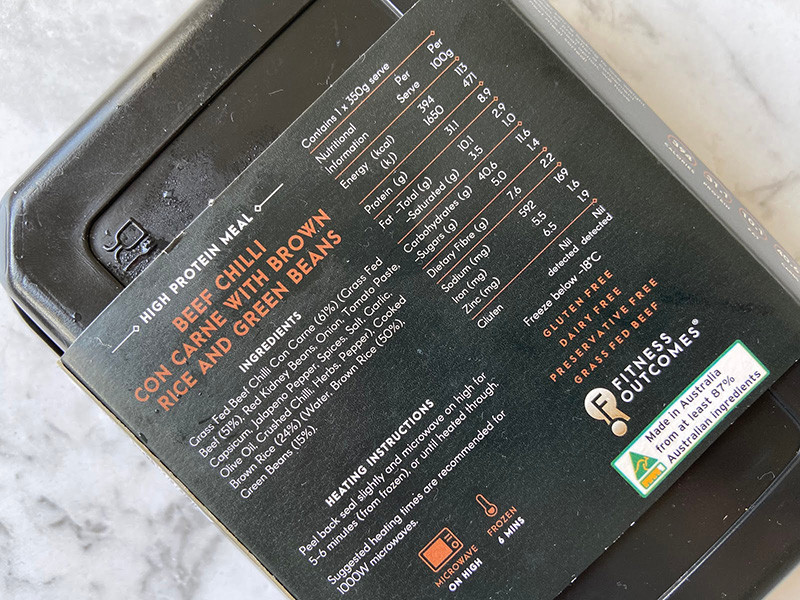 HIGH PROTEIN MEAL
BEEF CHILLI
CON CARNE WITH BROWN
RICE AND GREEN BEANS
INGREDIENTS
Grass Fed Beef Chilli Con Carne (61%) (Grass Fed
Beef (51%), Red Kidney Beans, Onion, Tomato Paste,
Capsicum, Jalapeno Pepper, Spices, Salt, Garlic,
Olive Oil, Crushed Chilli, Herbs, Pepper), Cooked
Brown Rice (24%) (Water, Brown Rice (50%),
Green Beans (15%).
HEATING INSTRUCTIONS
Peel back seal slightly and microwave on high for
5-6 minutes (from frozen), or until heated through.
Suggested heating times are recommended for
1000W microwaves.
MICROWAVE
ON HIGH
FROZEN
6 MINS
Contains 1 x 350g serve
Nutritional Per Per
Information Serve 100g
Energy (kcal) 394 113
(kJ) 1650 471
Protein (g) 31.1 8.9
Fat -Total (g) 10.1 2.9
-Saturated (g) 3.5 1.0
Carbohydrates (g) 40.6 11.6
Sugars (g) 5.0 1.4
Dietary Fibre (g) 7.6 2.2
Sodium (mg) 592 169
Iron (mg) 5.5 1.6
Zinc (mg) 6.5 1.9
Gluten Nil Nil
detected detected
Freeze below -18°C
GLUTEN FREE
DAIRY FREE
PRESERVATIVE FREE
GRASS FED BEEF
FITNESS
OUTCOMES®
Made in Australia
from at least 87%
Australian ingredients